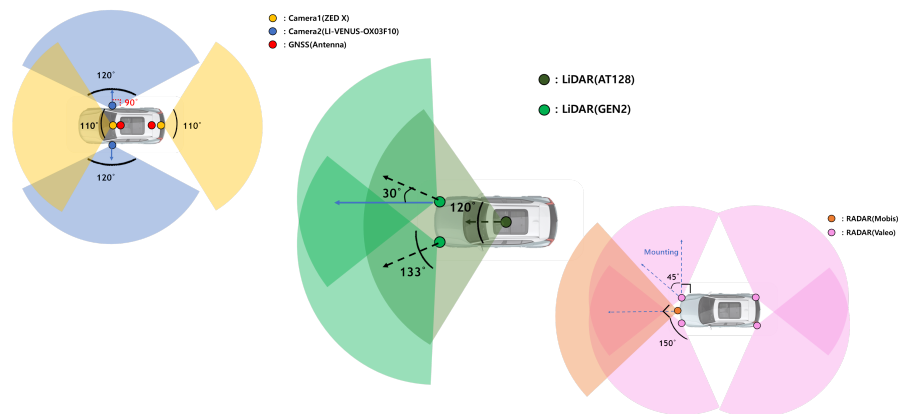 : Camera1(ZED X)
: Camera2(LI-VENUS-OX03F10)
: GNSS(Antenna)
120°
90°
110°
110°
120°
: LiDAR(AT128)
: LiDAR(GEN2)
30°
120°
133°
: RADAR(Mobis)
: RADAR(Valeo)
Mounting
45°
150°